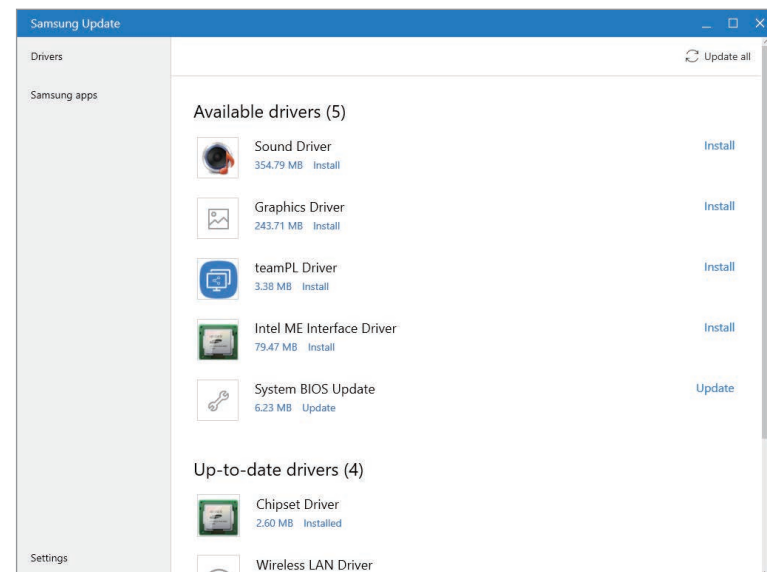 Samsung Update
Drivers
Update all
Samsung apps
Available drivers (5)
Sound Driver
354.79 MB Install
Install
Graphics Driver
243.71 MB Install
Install
teamPL Driver
3.38 MB Install
Install
Intel ME Interface Driver
79.47 MB Install
Install
System BIOS Update
6.23 MB Update
Update
Up-to-date drivers (4)
Chipset Driver
2.60 MB Installed
Settings
Wireless LAN Driver